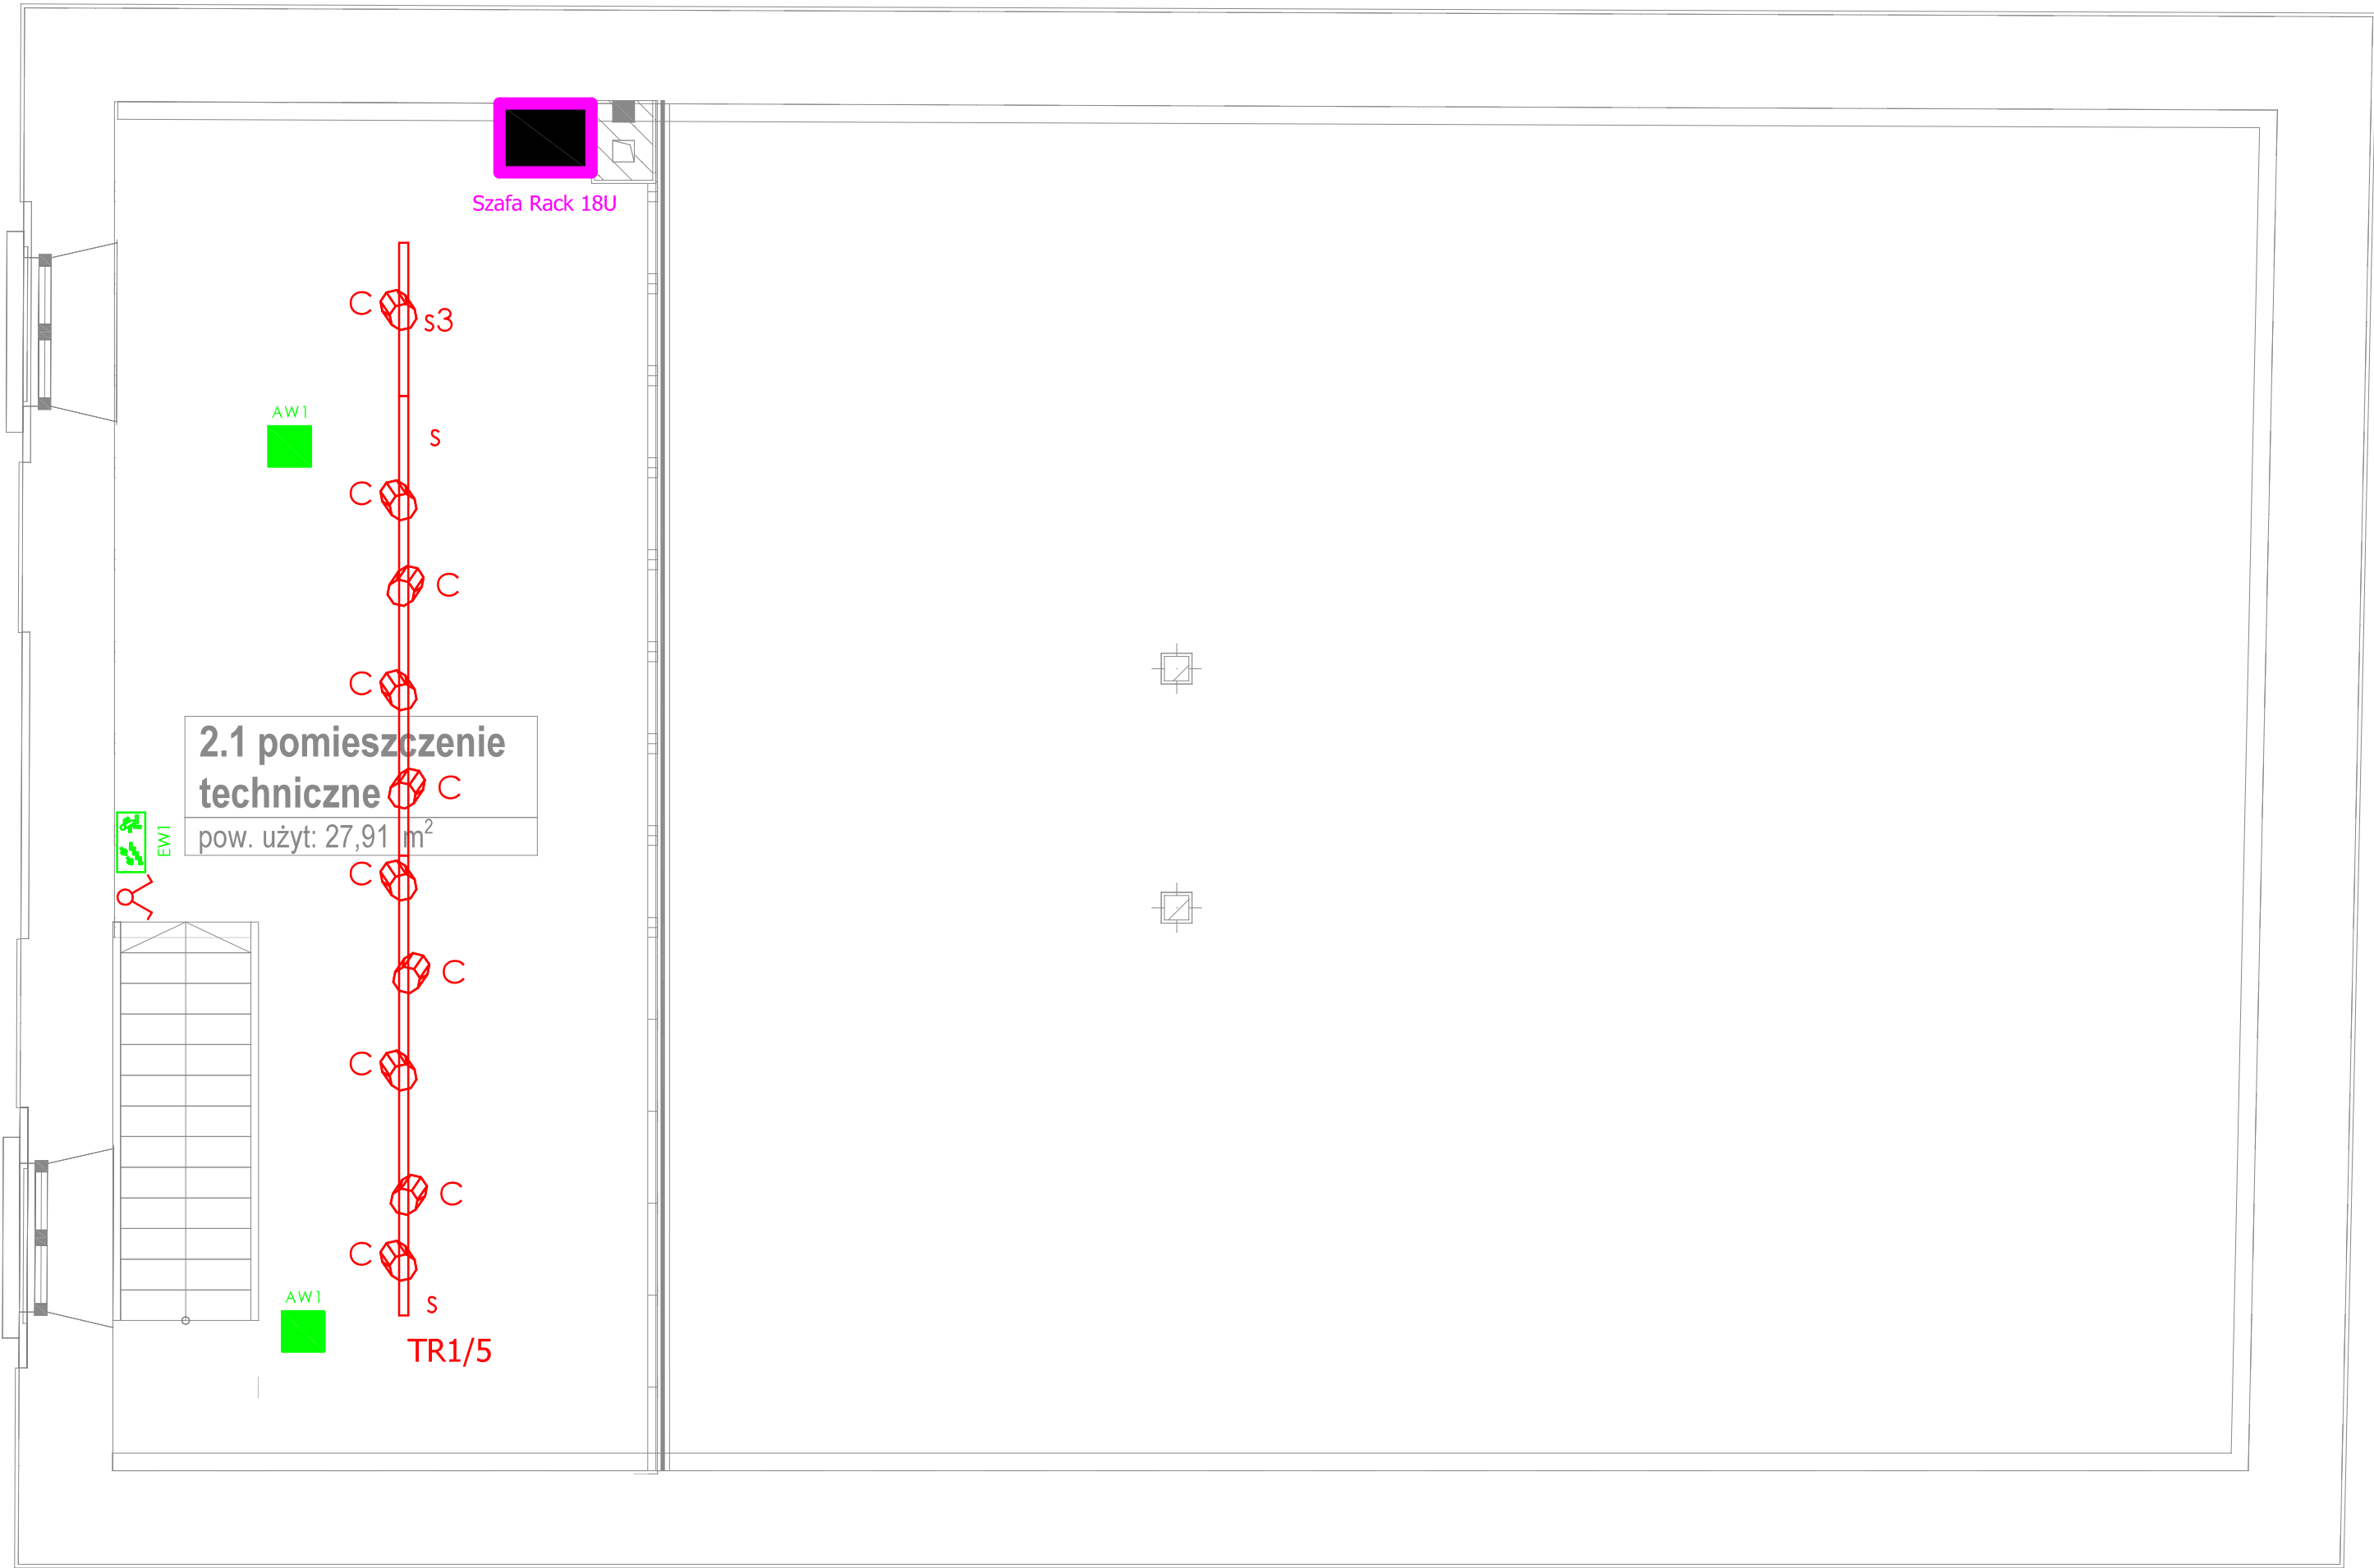 Szafa Rack 18U
C
s3
AW1
s
C
C
C
2.1 pomieszczenie
techniczne
C
pow. użyt: 27,91 m²
EW1
C
C
C
C
C
AW1
s
TR1/5